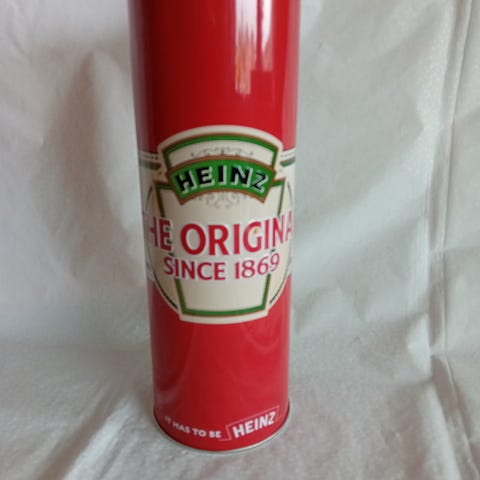 HEINZ
HE ORIGINA
SINCE 1869
IT HAS TO BE HEINZ